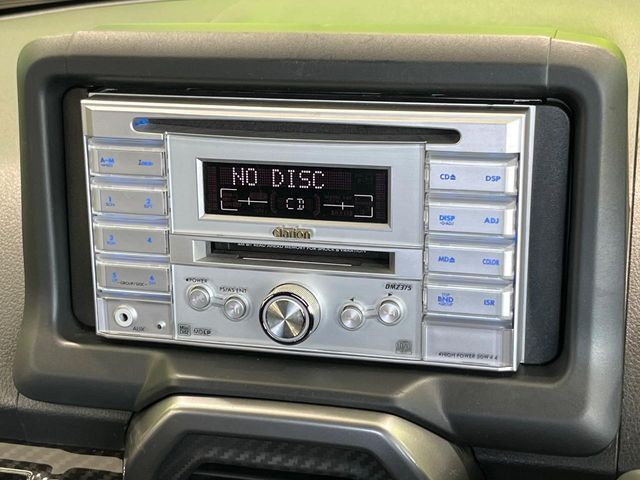 A-M
NO DISC
CD
clarion
CD DSP
1 2
DISP ADJ
3 4
MD COLOR
5 6
POWER
PS/AS ENT
DMZ375
BND ISR
AUX
MDLP
HIGH POWER 50W×4